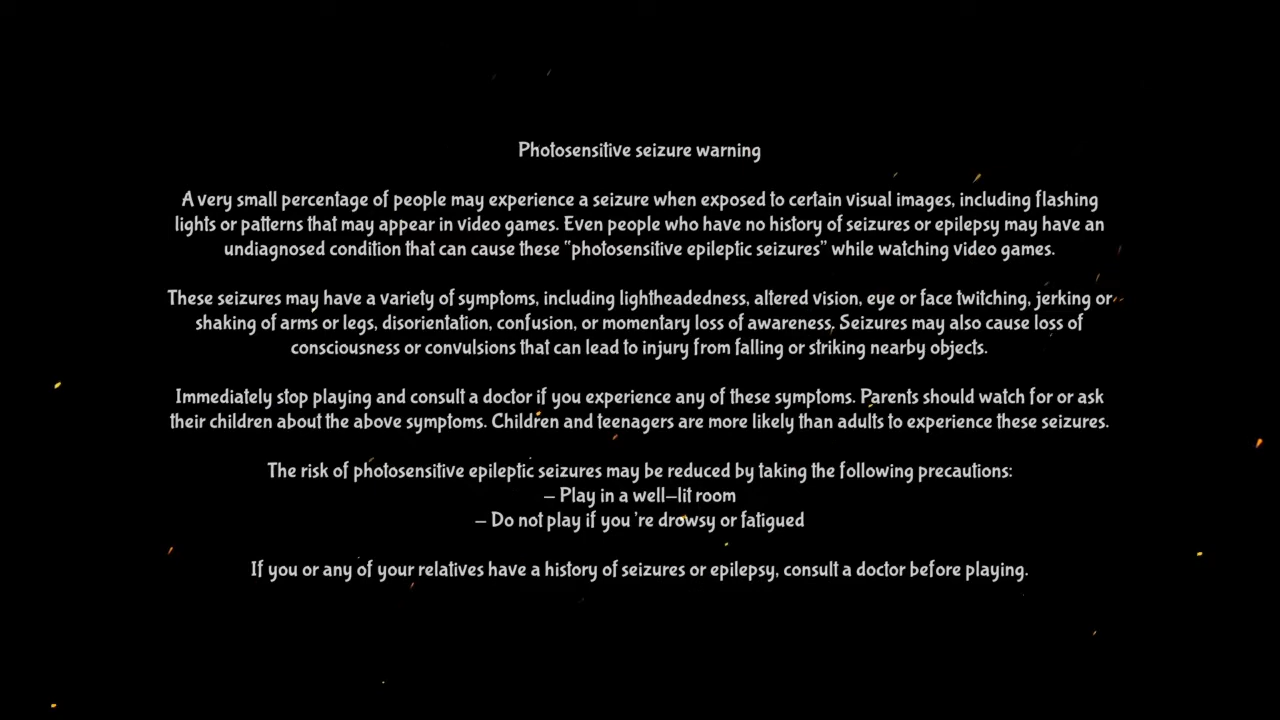 Photosensitive seizure warning
A very small percentage of people may experience a seizure when exposed to certain visual images, including flashing
lights or patterns that may appear in video games. Even people who have no history of seizures or epilepsy may have an
undiagnosed condition that can cause these "photosensitive epileptic seizures" while watching video games.
These seizures may have a variety of symptoms, including lightheadedness, altered vision, eye or face twitching, jerking or
shaking of arms or legs, disorientation, confusion, or momentary loss of awareness. Seizures may also cause loss of
consciousness or convulsions that can lead to injury from falling or striking nearby objects.
Immediately stop playing and consult a doctor if you experience any of these symptoms. Parents should watch for or ask
their children about the above symptoms. Children and teenagers are more likely than adults to experience these seizures.
The risk of photosensitive epileptic seizures may be reduced by taking the following precautions:
– Play in a well–lit room
– Do not play if you 're drowsy or fatigued
If you or any of your relatives have a history of seizures or epilepsy, consult a doctor before playing.